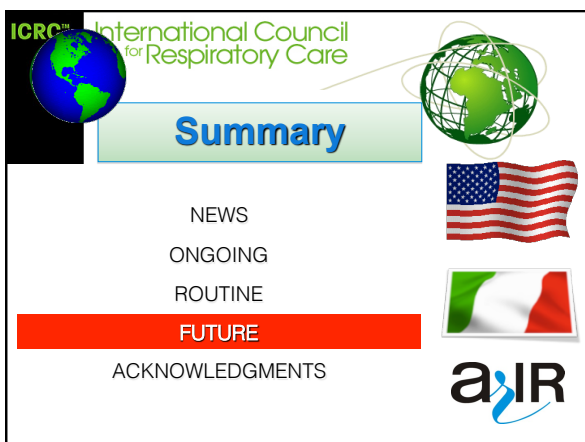 ICRC™ International Council
for Respiratory Care
Summary
NEWS
ONGOING
ROUTINE
FUTURE
ACKNOWLEDGMENTS
aIR